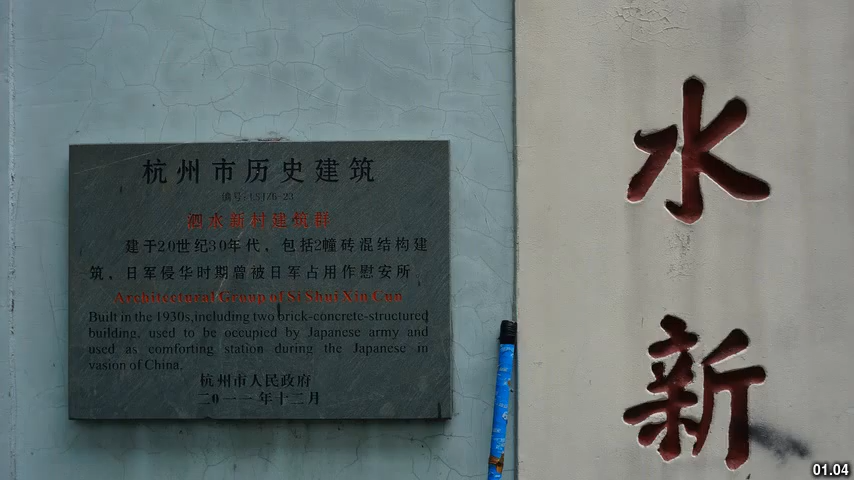 杭州市历史建筑
泗水新村建筑群
建于20世纪30年代，包括2幢砖混结构建
筑，日军侵华时期曾被日军占用作慰安所
Architectural Group of Si Shui Xin Cun
Built in the 1930s,including two brick-concrete-structured
building, used to be occupied by Japanese army and
used as comforting station during the Japanese in
vasion of China.
杭州市人民政府
二〇一一年十二月
水
新
01.04